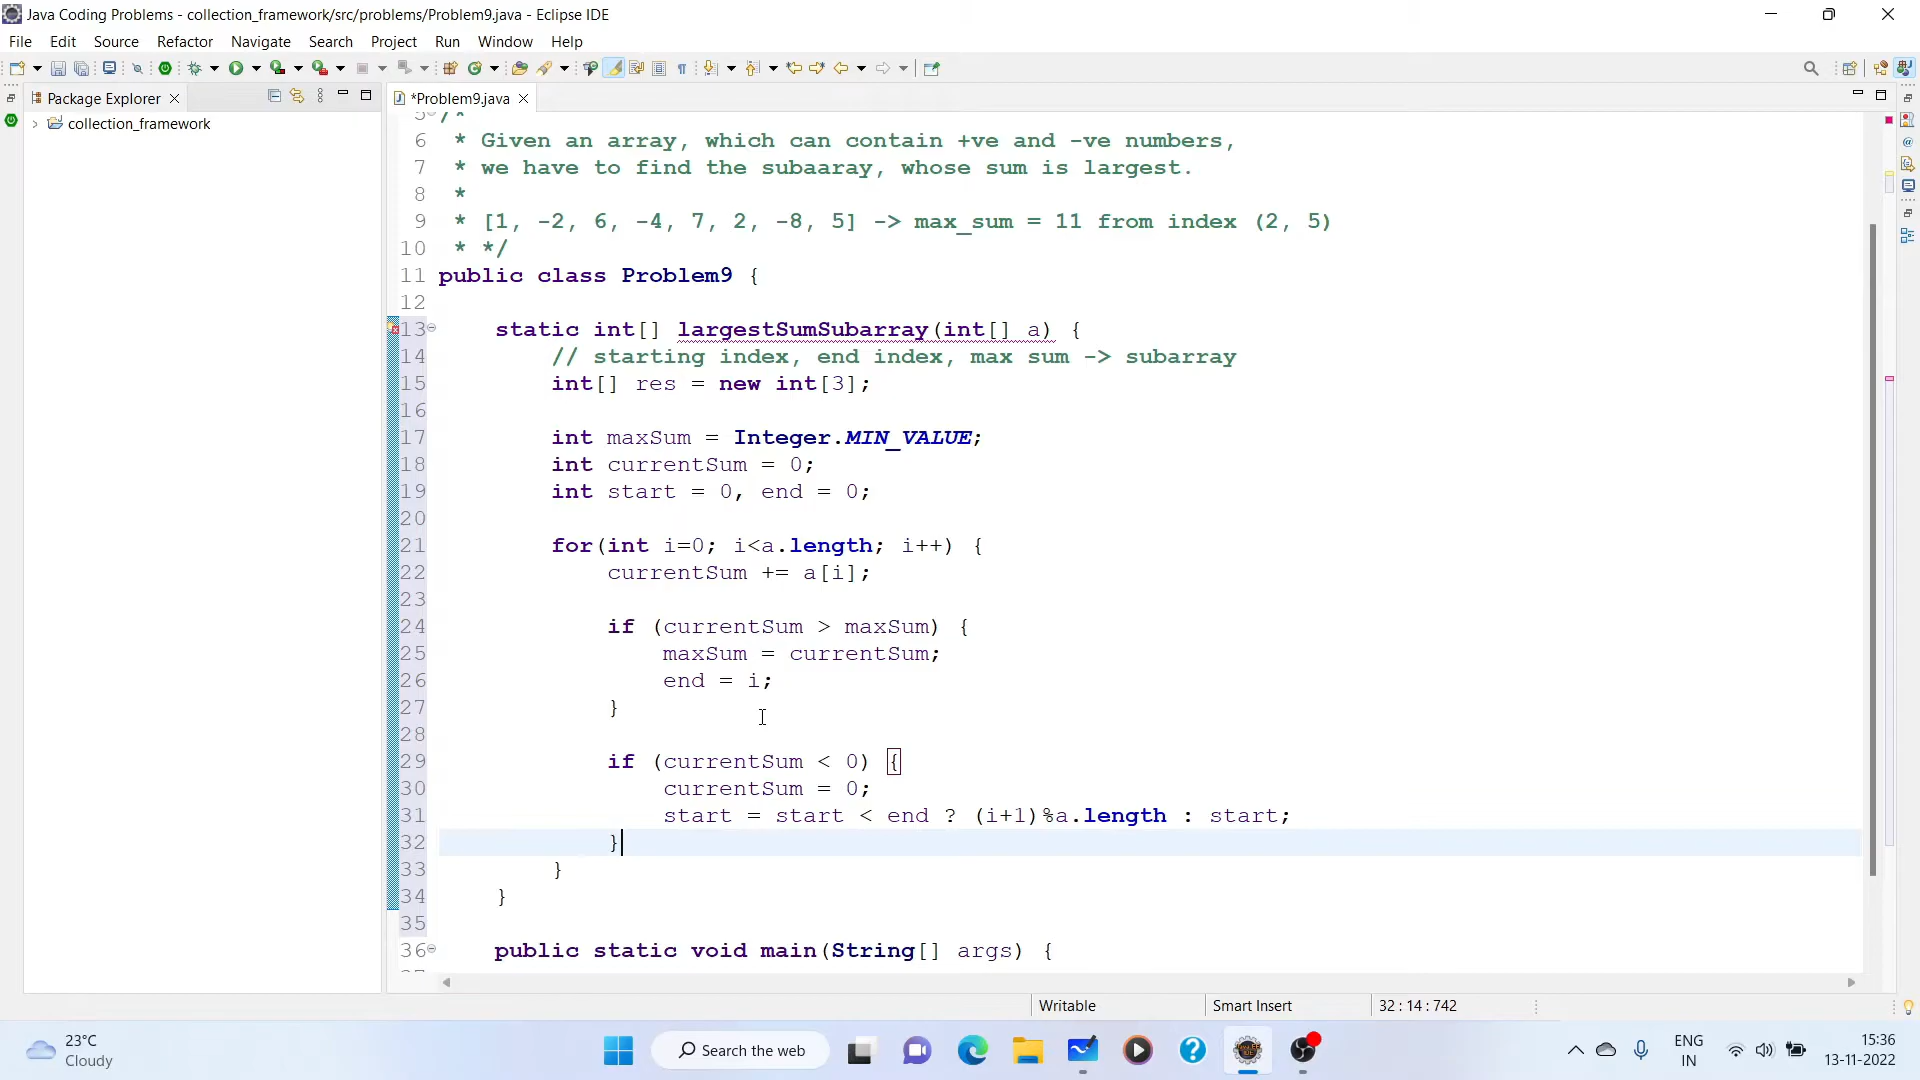 Java Coding Problems - collection_framework/src/problems/Problem9.java - Eclipse IDE
File Edit Source Refactor Navigate Search Project Run Window Help
Package Explorer
*Problem9.java
collection_framework
5 /*
6 * Given an array, which can contain +ve and -ve numbers,
7 * we have to find the subaaray, whose sum is largest.
8 *
9 * [1, -2, 6, -4, 7, 2, -8, 5] -> max_sum = 11 from index (2, 5)
10 * */
11 public class Problem9 {
12
13 static int[] largestSumSubarray(int[] a) {
14 // starting index, end index, max sum -> subarray
15 int[] res = new int[3];
16
17 int maxSum = Integer.MIN_VALUE;
18 int currentSum = 0;
19 int start = 0, end = 0;
20
21 for(int i=0; i<a.length; i++) {
22 currentSum += a[i];
23
24 if (currentSum > maxSum) {
25 maxSum = currentSum;
26 end = i;
27 }
28
29 if (currentSum < 0) {
30 currentSum = 0;
31 start = start < end ? (i+1)%a.length : start;
32 }
33 }
34 }
35
36 public static void main(String[] args) {
Writable Smart Insert 32 : 14 : 742
23°C
Cloudy
Search the web
ENG
IN
15:36
13-11-2022